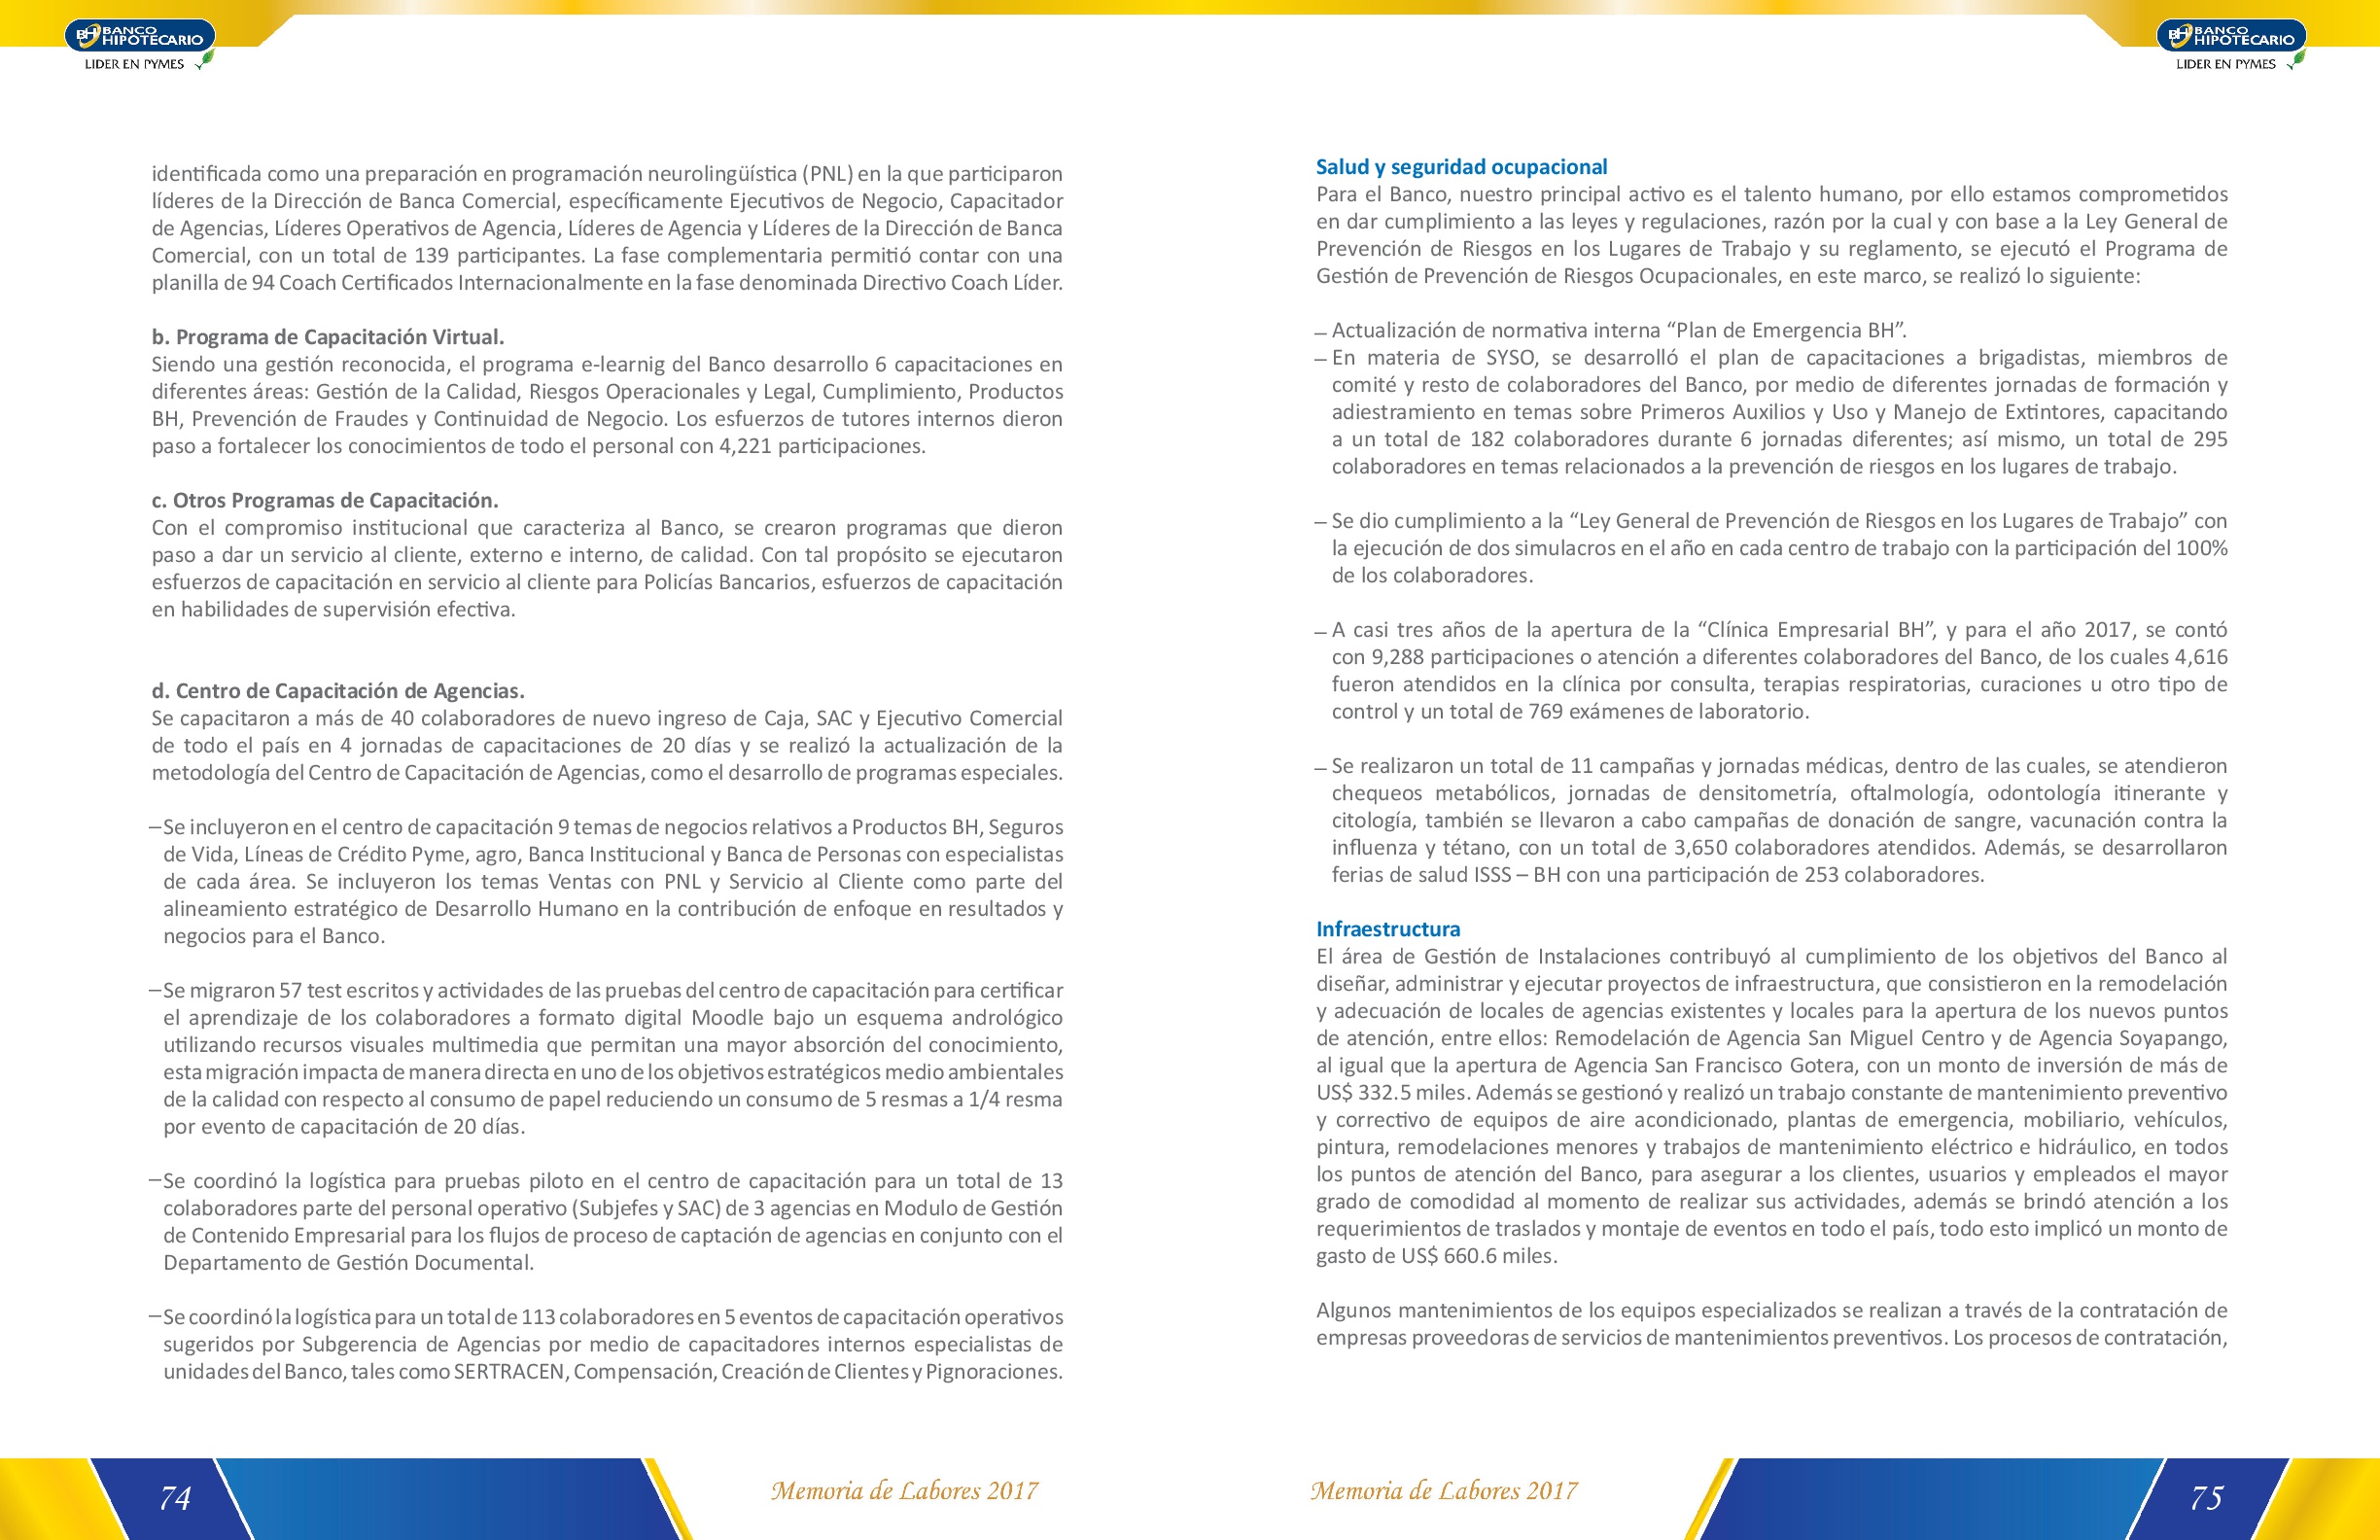 BH BANCO
HIPOTECARIO
LIDER EN PYMES
identificada como una preparación en programación neurolingüística (PNL) en la que participaron
líderes de la Dirección de Banca Comercial, específicamente Ejecutivos de Negocio, Capacitador
de Agencias, Líderes Operativos de Agencia, Líderes de Agencia y Líderes de la Dirección de Banca
Comercial, con un total de 139 participantes. La fase complementaria permitió contar con una
planilla de 94 Coach Certificados Internacionalmente en la fase denominada Directivo Coach Líder.
b. Programa de Capacitación Virtual.
Siendo una gestión reconocida, el programa e-learnig del Banco desarrollo 6 capacitaciones en
diferentes áreas: Gestión de la Calidad, Riesgos Operacionales y Legal, Cumplimiento, Productos
BH, Prevención de Fraudes y Continuidad de Negocio. Los esfuerzos de tutores internos dieron
paso a fortalecer los conocimientos de todo el personal con 4,221 participaciones.
c. Otros Programas de Capacitación.
Con el compromiso institucional que caracteriza al Banco, se crearon programas que dieron
paso a dar un servicio al cliente, externo e interno, de calidad. Con tal propósito se ejecutaron
esfuerzos de capacitación en servicio al cliente para Policías Bancarios, esfuerzos de capacitación
en habilidades de supervisión efectiva.
d. Centro de Capacitación de Agencias.
Se capacitaron a más de 40 colaboradores de nuevo ingreso de Caja, SAC y Ejecutivo Comercial
de todo el país en 4 jornadas de capacitaciones de 20 días y se realizó la actualización de la
metodología del Centro de Capacitación de Agencias, como el desarrollo de programas especiales.
–Se incluyeron en el centro de capacitación 9 temas de negocios relativos a Productos BH, Seguros
de Vida, Líneas de Crédito Pyme, agro, Banca Institucional y Banca de Personas con especialistas
de cada área. Se incluyeron los temas Ventas con PNL y Servicio al Cliente como parte del
alineamiento estratégico de Desarrollo Humano en la contribución de enfoque en resultados y
negocios para el Banco.
–Se migraron 57 test escritos y actividades de las pruebas del centro de capacitación para certificar
el aprendizaje de los colaboradores a formato digital Moodle bajo un esquema andrológico
utilizando recursos visuales multimedia que permitan una mayor absorción del conocimiento,
esta migración impacta de manera directa en uno de los objetivos estratégicos medio ambientales
de la calidad con respecto al consumo de papel reduciendo un consumo de 5 resmas a 1/4 resma
por evento de capacitación de 20 días.
–Se coordinó la logística para pruebas piloto en el centro de capacitación para un total de 13
colaboradores parte del personal operativo (Subjefes y SAC) de 3 agencias en Modulo de Gestión
de Contenido Empresarial para los flujos de proceso de captación de agencias en conjunto con el
Departamento de Gestión Documental.
–Se coordinó la logística para un total de 113 colaboradores en 5 eventos de capacitación operativos
sugeridos por Subgerencia de Agencias por medio de capacitadores internos especialistas de
unidades del Banco, tales como SERTRACEN, Compensación, Creación de Clientes y Pignoraciones.
74
Memoria de Labores 2017
BH BANCO
HIPOTECARIO
LIDER EN PYMES
Salud y seguridad ocupacional
Para el Banco, nuestro principal activo es el talento humano, por ello estamos comprometidos
en dar cumplimiento a las leyes y regulaciones, razón por la cual y con base a la Ley General de
Prevención de Riesgos en los Lugares de Trabajo y su reglamento, se ejecutó el Programa de
Gestión de Prevención de Riesgos Ocupacionales, en este marco, se realizó lo siguiente:
– Actualización de normativa interna “Plan de Emergencia BH”.
– En materia de SYSO, se desarrolló el plan de capacitaciones a brigadistas, miembros de
comité y resto de colaboradores del Banco, por medio de diferentes jornadas de formación y
adiestramiento en temas sobre Primeros Auxilios y Uso y Manejo de Extintores, capacitando
a un total de 182 colaboradores durante 6 jornadas diferentes; así mismo, un total de 295
colaboradores en temas relacionados a la prevención de riesgos en los lugares de trabajo.
– Se dio cumplimiento a la “Ley General de Prevención de Riesgos en los Lugares de Trabajo” con
la ejecución de dos simulacros en el año en cada centro de trabajo con la participación del 100%
de los colaboradores.
– A casi tres años de la apertura de la “Clínica Empresarial BH”, y para el año 2017, se contó
con 9,288 participaciones o atención a diferentes colaboradores del Banco, de los cuales 4,616
fueron atendidos en la clínica por consulta, terapias respiratorias, curaciones u otro tipo de
control y un total de 769 exámenes de laboratorio.
– Se realizaron un total de 11 campañas y jornadas médicas, dentro de las cuales, se atendieron
chequeos metabólicos, jornadas de densitometría, oftalmología, odontología itinerante y
citología, también se llevaron a cabo campañas de donación de sangre, vacunación contra la
influenza y tétano, con un total de 3,650 colaboradores atendidos. Además, se desarrollaron
ferias de salud ISSS – BH con una participación de 253 colaboradores.
Infraestructura
El área de Gestión de Instalaciones contribuyó al cumplimiento de los objetivos del Banco al
diseñar, administrar y ejecutar proyectos de infraestructura, que consistieron en la remodelación
y adecuación de locales de agencias existentes y locales para la apertura de los nuevos puntos
de atención, entre ellos: Remodelación de Agencia San Miguel Centro y de Agencia Soyapango,
al igual que la apertura de Agencia San Francisco Gotera, con un monto de inversión de más de
US$ 332.5 miles. Además se gestionó y realizó un trabajo constante de mantenimiento preventivo
y correctivo de equipos de aire acondicionado, plantas de emergencia, mobiliario, vehículos,
pintura, remodelaciones menores y trabajos de mantenimiento eléctrico e hidráulico, en todos
los puntos de atención del Banco, para asegurar a los clientes, usuarios y empleados el mayor
grado de comodidad al momento de realizar sus actividades, además se brindó atención a los
requerimientos de traslados y montaje de eventos en todo el país, todo esto implicó un monto de
gasto de US$ 660.6 miles.
Algunos mantenimientos de los equipos especializados se realizan a través de la contratación de
empresas proveedoras de servicios de mantenimientos preventivos. Los procesos de contratación,
Memoria de Labores 2017
75